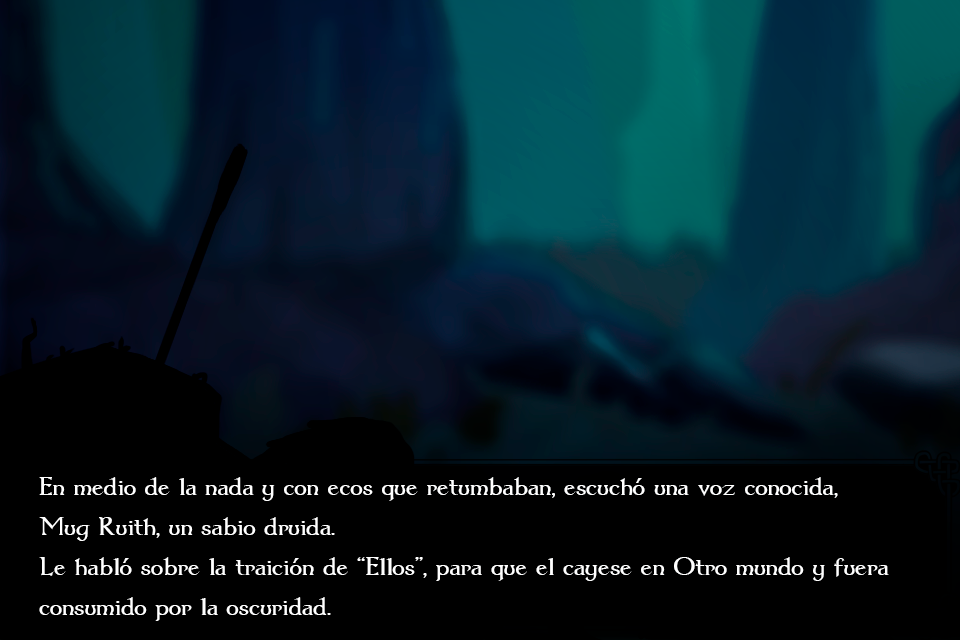 En medio de la nada y con ecos que retumbaban, escuchó una voz conocida,
Mug Ruith, un sabio druida.
Le habló sobre la traición de “Ellos”, para que el cayese en Otro mundo y fuera
consumido por la oscuridad.